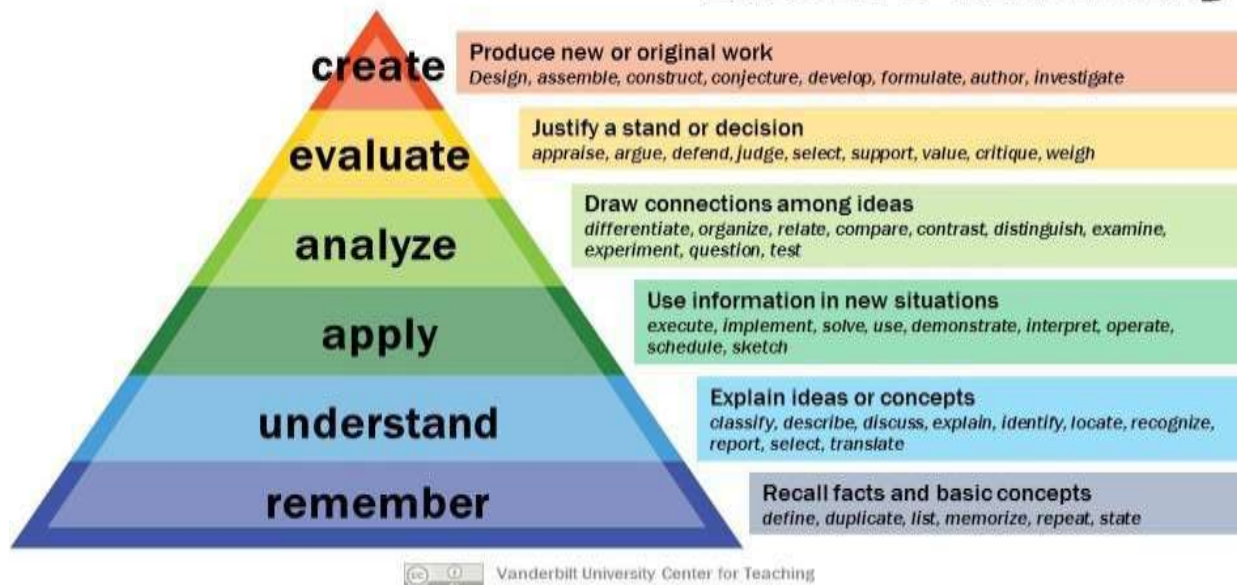 create
Produce new or original work
Design, assemble, construct, conjecture, develop, formulate, author, investigate
evaluate
Justify a stand or decision
appraise, argue, defend, judge, select, support, value, critique, weigh
analyze
Draw connections among ideas
differentiate, organize, relate, compare, contrast, distinguish, examine,
experiment, question, test
apply
Use information in new situations
execute, implement, solve, use, demonstrate, interpret, operate,
schedule, sketch
understand
Explain ideas or concepts
classify, describe, discuss, explain, identify, locate, recognize,
report, select, translate
remember
Recall facts and basic concepts
define, duplicate, list, memorize, repeat, state
cc
Vanderbilt University Center for Teaching